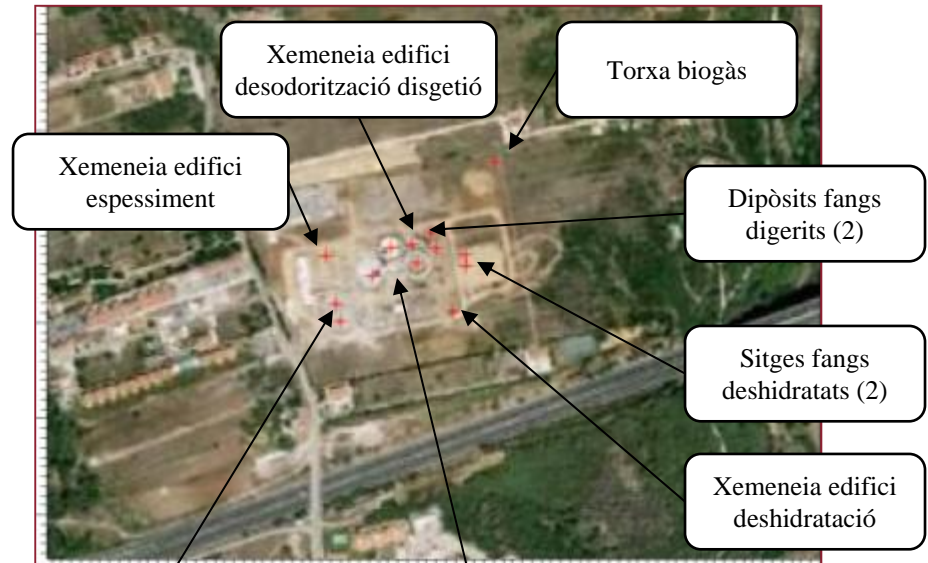 Xemeneia edifici
desodorització disgetió
Torxa biogàs
Xemeneia edifici
espessiment
Dipòsits fangs
digerits (2)
Sitges fangs
deshidratats (2)
Xemeneia edifici
deshidratació